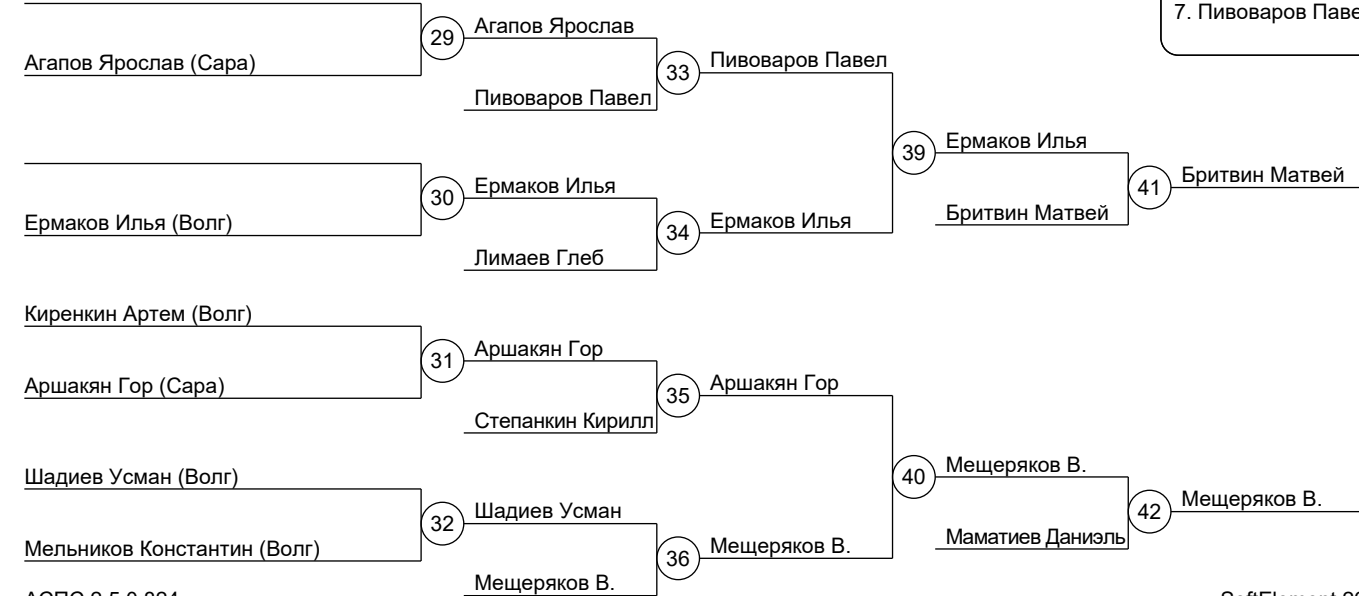 7. Пивоваров Паве
29
Агапов Ярослав
Агапов Ярослав (Сара)
33
Пивоваров Павел
Пивоваров Павел
39
Ермаков Илья
30
Ермаков Илья
41
Бритвин Матвей
Ермаков Илья (Волг)
34
Ермаков Илья
Бритвин Матвей
Лимаев Глеб
Киренкин Артем (Волг)
31
Аршакян Гор
Аршакян Гор (Сара)
35
Аршакян Гор
Степанкин Кирилл
Шадиев Усман (Волг)
40
Мещеряков В.
32
Шадиев Усман
42
Мещеряков В.
Мельников Константин (Волг)
36
Мещеряков В.
Маматиев Даниэль
Мещеряков В.